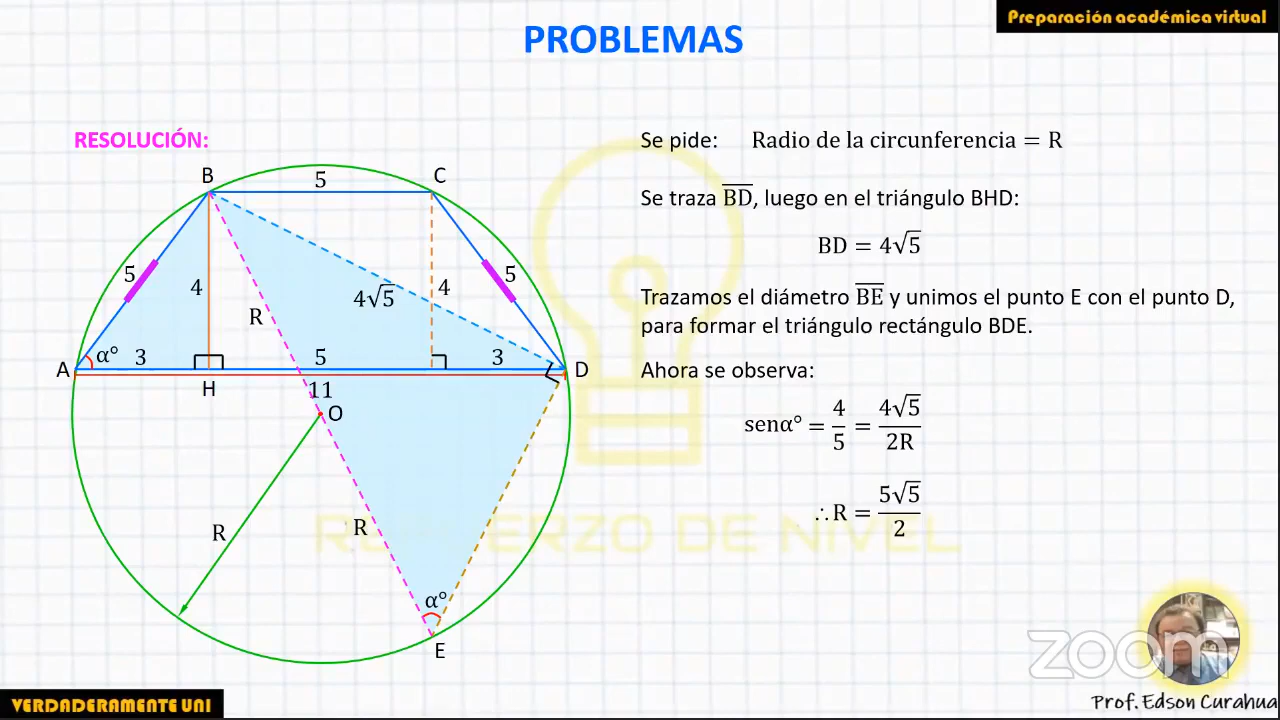 Preparación académica virtual
PROBLEMAS
RESOLUCIÓN:
B
5
C
5
4
4√5
4
5
R
A
α°
3
5
3
D
H
11
O
R
R
α°
E
Se pide: Radio de la circunferencia = R
Se traza B̅D̅, luego en el triángulo BHD:
BD = 4√5
Trazamos el diámetro B̅E̅ y unimos el punto E con el punto D,
para formar el triángulo rectángulo BDE.
Ahora se observa:
senα° = 4/5 = 4√5/2R
∴ R = 5√5/2
REFUERZO DE NIVEL
zoom
Prof. Edson Curahua
VERDADERAMENTE UNI